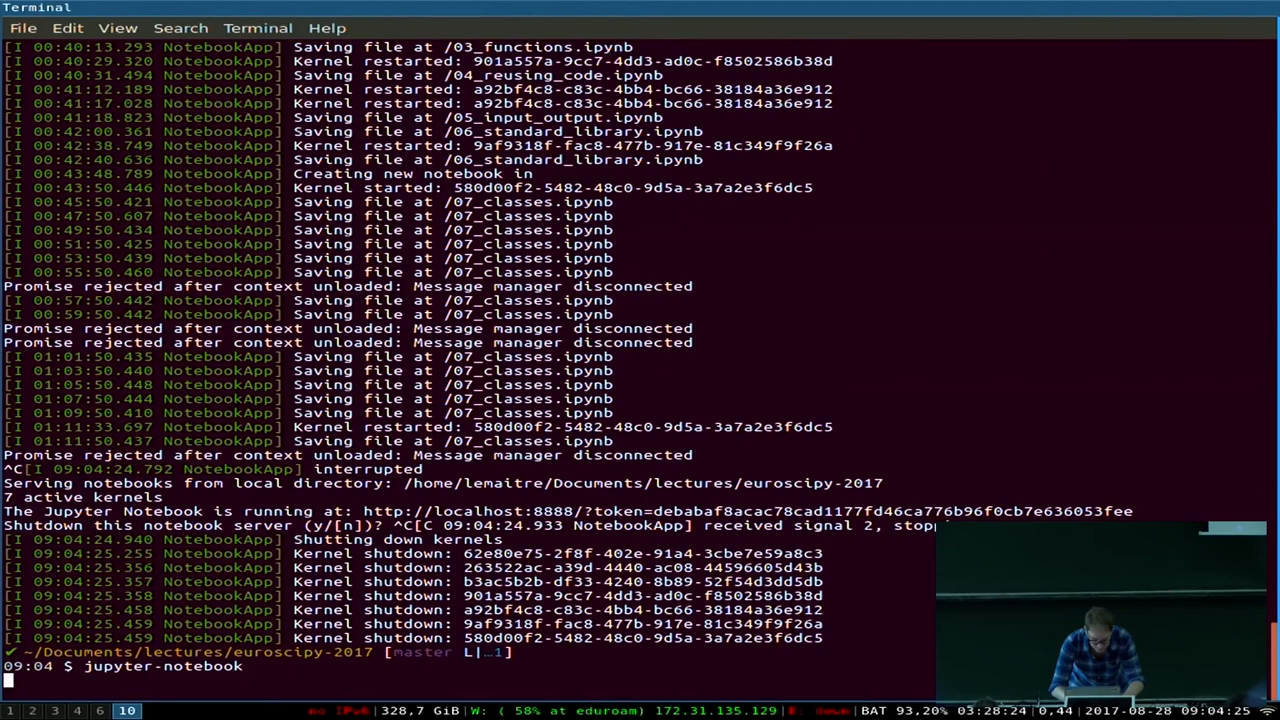 Terminal
File Edit View Search Terminal Help
[I 00:40:13.293 NotebookApp] Saving file at /03_functions.ipynb
[I 00:40:29.320 NotebookApp] Kernel restarted: 901a557a-9cc7-4dd3-ad0c-f8502586b38d
[I 00:40:31.494 NotebookApp] Saving file at /04_reusing_code.ipynb
[I 00:41:12.189 NotebookApp] Kernel restarted: a92bf4c8-c83c-4bb4-bc66-38184a36e912
[I 00:41:17.028 NotebookApp] Kernel restarted: a92bf4c8-c83c-4bb4-bc66-38184a36e912
[I 00:41:18.823 NotebookApp] Saving file at /05_input_output.ipynb
[I 00:42:00.361 NotebookApp] Saving file at /06_standard_library.ipynb
[I 00:42:38.749 NotebookApp] Kernel restarted: 9af9318f-fac8-477b-917e-81c349f9f26a
[I 00:42:40.636 NotebookApp] Saving file at /06_standard_library.ipynb
[I 00:43:48.789 NotebookApp] Creating new notebook in
[I 00:43:50.446 NotebookApp] Kernel started: 580d00f2-5482-48c0-9d5a-3a7a2e3f6dc5
[I 00:45:50.421 NotebookApp] Saving file at /07_classes.ipynb
[I 00:47:50.607 NotebookApp] Saving file at /07_classes.ipynb
[I 00:49:50.434 NotebookApp] Saving file at /07_classes.ipynb
[I 00:51:50.425 NotebookApp] Saving file at /07_classes.ipynb
[I 00:53:50.439 NotebookApp] Saving file at /07_classes.ipynb
[I 00:55:50.460 NotebookApp] Saving file at /07_classes.ipynb
Promise rejected after context unloaded: Message manager disconnected
[I 00:57:50.442 NotebookApp] Saving file at /07_classes.ipynb
[I 00:59:50.442 NotebookApp] Saving file at /07_classes.ipynb
Promise rejected after context unloaded: Message manager disconnected
Promise rejected after context unloaded: Message manager disconnected
[I 01:01:50.435 NotebookApp] Saving file at /07_classes.ipynb
[I 01:03:50.440 NotebookApp] Saving file at /07_classes.ipynb
[I 01:05:50.448 NotebookApp] Saving file at /07_classes.ipynb
[I 01:07:50.444 NotebookApp] Saving file at /07_classes.ipynb
[I 01:09:50.410 NotebookApp] Saving file at /07_classes.ipynb
[I 01:11:33.697 NotebookApp] Kernel restarted: 580d00f2-5482-48c0-9d5a-3a7a2e3f6dc5
[I 01:11:50.437 NotebookApp] Saving file at /07_classes.ipynb
Promise rejected after context unloaded: Message manager disconnected
^C[I 09:04:24.792 NotebookApp] interrupted
Serving notebooks from local directory: /home/lemaitre/Documents/lectures/euroscipy-2017
7 active kernels
The Jupyter Notebook is running at: http://localhost:8888/?token=debabaf8acac78cad1177fd46ca776b96f0cb7e636053fee
Shutdown this notebook server (y/[n])? ^C[C 09:04:24.933 NotebookApp] received signal 2, stopp
[I 09:04:24.940 NotebookApp] Shutting down kernels
[I 09:04:25.255 NotebookApp] Kernel shutdown: 62e80e75-2f8f-402e-91a4-3cbe7e59a8c3
[I 09:04:25.356 NotebookApp] Kernel shutdown: 263522ac-a39d-4440-ac08-44596605d43b
[I 09:04:25.357 NotebookApp] Kernel shutdown: b3ac5b2b-df33-4240-8b89-52f54d3dd5db
[I 09:04:25.358 NotebookApp] Kernel shutdown: 901a557a-9cc7-4dd3-ad0c-f8502586b38d
[I 09:04:25.458 NotebookApp] Kernel shutdown: a92bf4c8-c83c-4bb4-bc66-38184a36e912
[I 09:04:25.459 NotebookApp] Kernel shutdown: 9af9318f-fac8-477b-917e-81c349f9f26a
[I 09:04:25.459 NotebookApp] Kernel shutdown: 580d00f2-5482-48c0-9d5a-3a7a2e3f6dc5
✔ ~/Documents/lectures/euroscipy-2017 [master L|…1]
09:04 $ jupyter-notebook
1 2 3 4 6 10 no IPv6|328,7 GiB|W: ( 58% at eduroam) 172.31.135.129|E: down|BAT 93,20% 03:28:24|0,44|2017-08-28 09:04:25